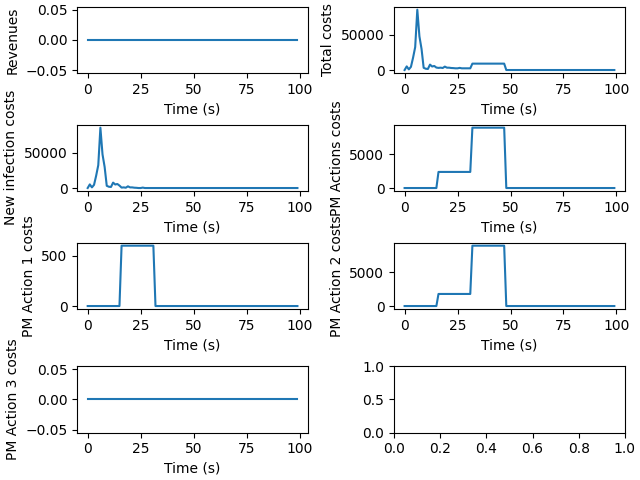 Revenues
0.05
0.00
−0.05
0 25 50 75 100
Time (s)
Total costs
50000
0
0 25 50 75 100
Time (s)
New infection costs
50000
0
0 25 50 75 100
Time (s)
PM Actions costs
5000
0
0 25 50 75 100
Time (s)
PM Action 1 costs
500
0
0 25 50 75 100
Time (s)
PM Action 2 costs
5000
0
0 25 50 75 100
Time (s)
PM Action 3 costs
0.05
0.00
−0.05
0 25 50 75 100
Time (s)
1.0
0.5
0.0
0.0 0.2 0.4 0.6 0.8 1.0